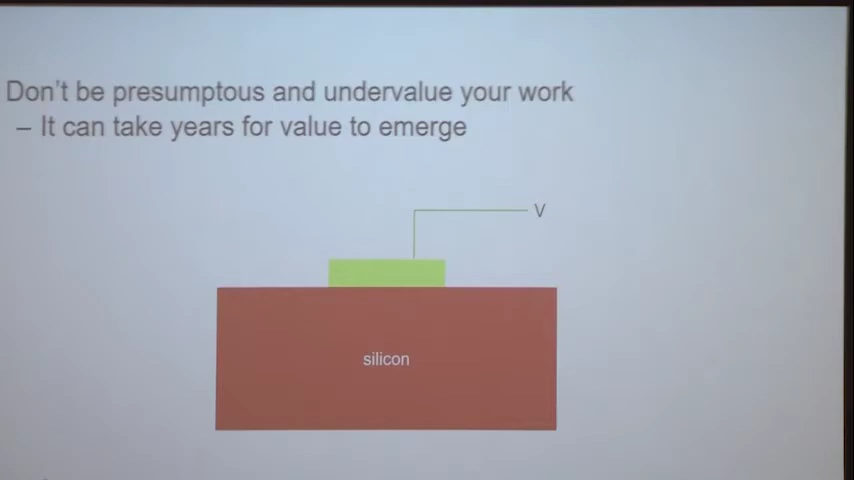 Don't be presumptous and undervalue your work
– It can take years for value to emerge
V
silicon